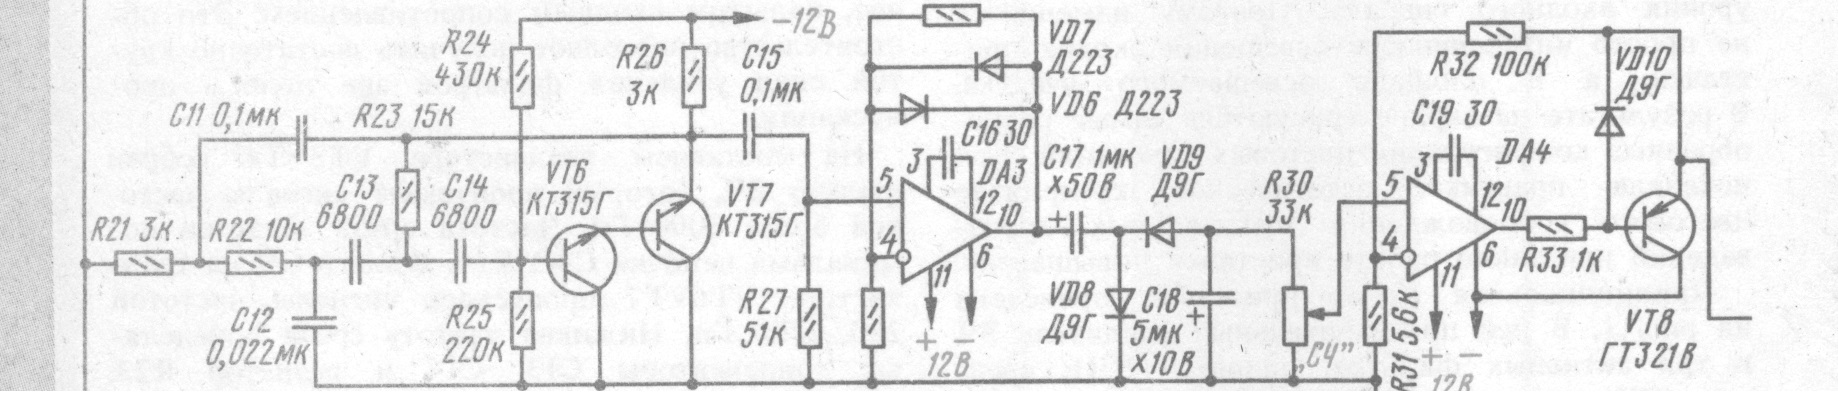 -12В
R24
430к
R26
3к
C15
0,1мк
VD7
Д223
VD6 Д223
R32 100к
VD10
Д9Г
C11 0,1мк
R23 15к
C16 30
3
DA3
C17 1мк
×50В
VD9
Д9Г
C19 30
3
DA4
C13
6800
C14
6800
VT6
КТ315Г
VT7
КТ315Г
5
12
10
4
6
11
R30
33к
5
12
10
4
6
11
R21 3к
R22 10к
R33 1к
C12
0,022мк
R25
220к
R27
51к
+ -
12В
VD8
Д9Г
C18
5мк
×10В
+
+
„СЧ”
R31 5,6к
+ -
12В
VT8
ГТ321В